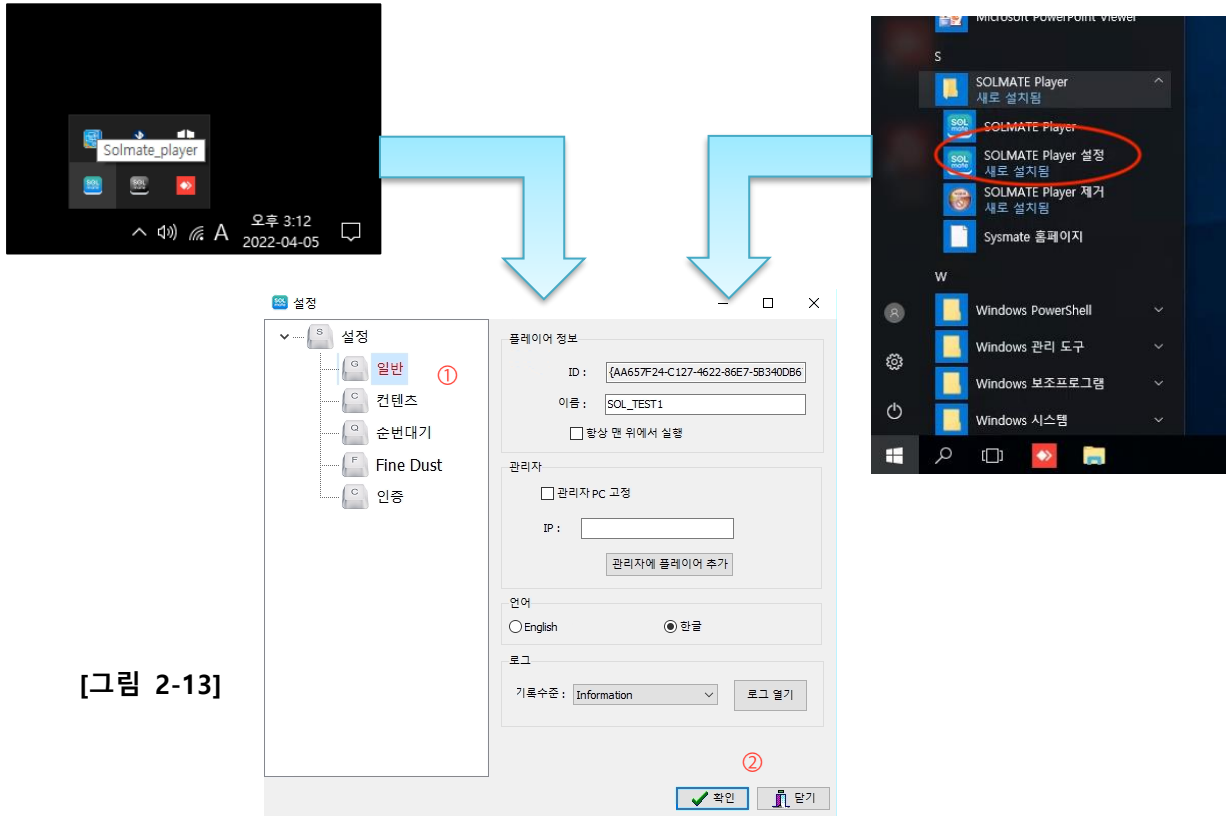 Solmate_player
SOL
mate
오후 3:12
A
2022-04-05
Microsoft PowerPoint Viewer
S
SOLMATE Player
새로 설치됨
SOLMATE Player
SOLMATE Player 설정
새로 설치됨
SOLMATE Player 제거
새로 설치됨
Sysmate 홈페이지
W
Windows PowerShell
Windows 관리 도구
Windows 보조프로그램
Windows 시스템
설정
S 설정
G 일반 ①
C 컨텐츠
Q 순번대기
F Fine Dust
C 인증
플레이어 정보
ID : {AA657F24-C127-4622-86E7-5B340DB6
이름 : SOL_TEST1
항상 맨 위에서 실행
관리자
관리자 PC 고정
IP :
관리자에 플레이어 추가
언어
English 한글
로그
기록수준 : Information 로그 열기
②
확인 닫기
[그림 2-13]